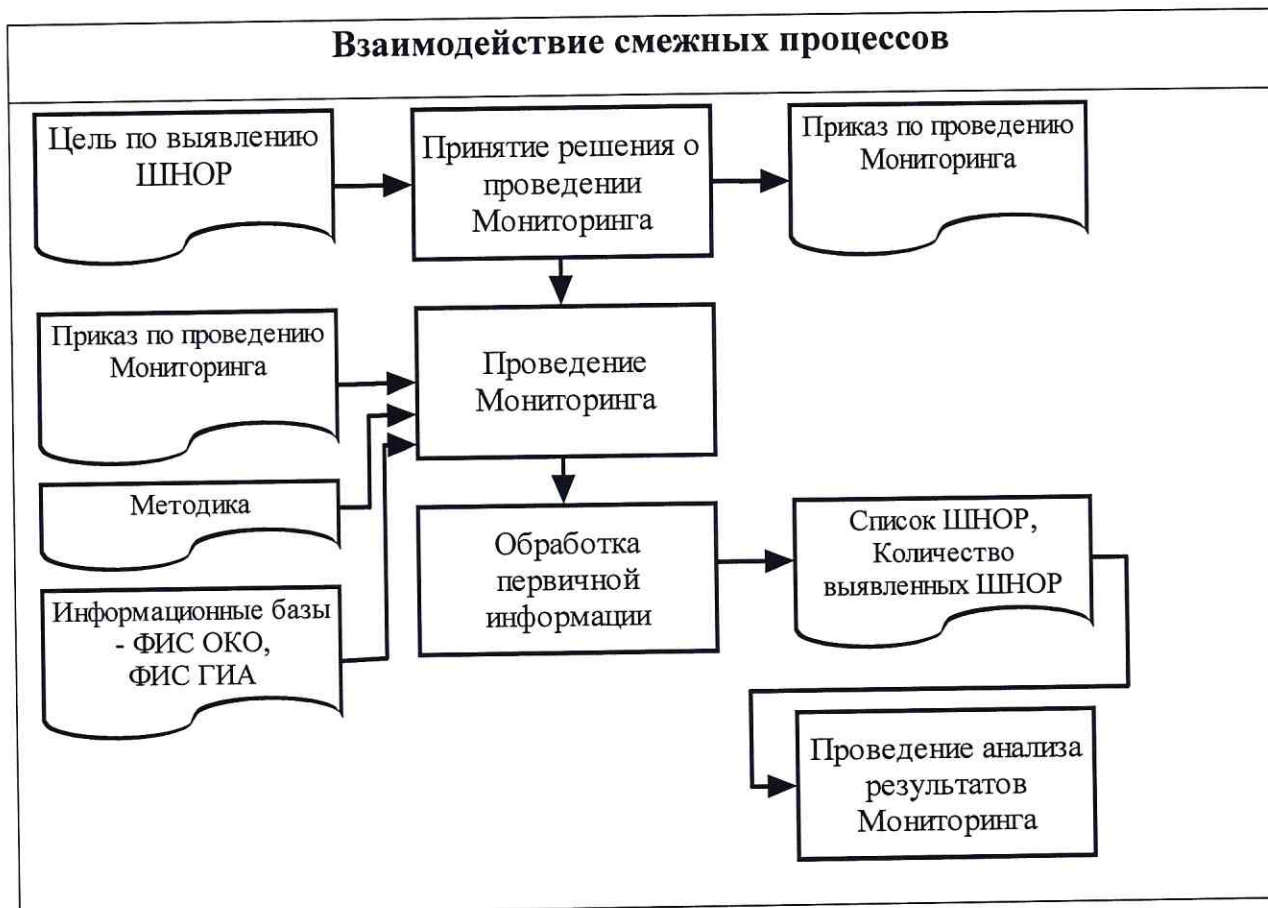 Взаимодействие смежных процессов
Цель по выявлению
ШНОР
Принятие решения о
проведении
Мониторинга
Приказ по проведению
Мониторинга
Приказ по проведению
Мониторинга
Проведение
Мониторинга
Методика
Информационные базы
- ФИС ОКО,
ФИС ГИА
Обработка
первичной
информации
Список ШНОР,
Количество
выявленных ШНОР
Проведение анализа
результатов
Мониторинга